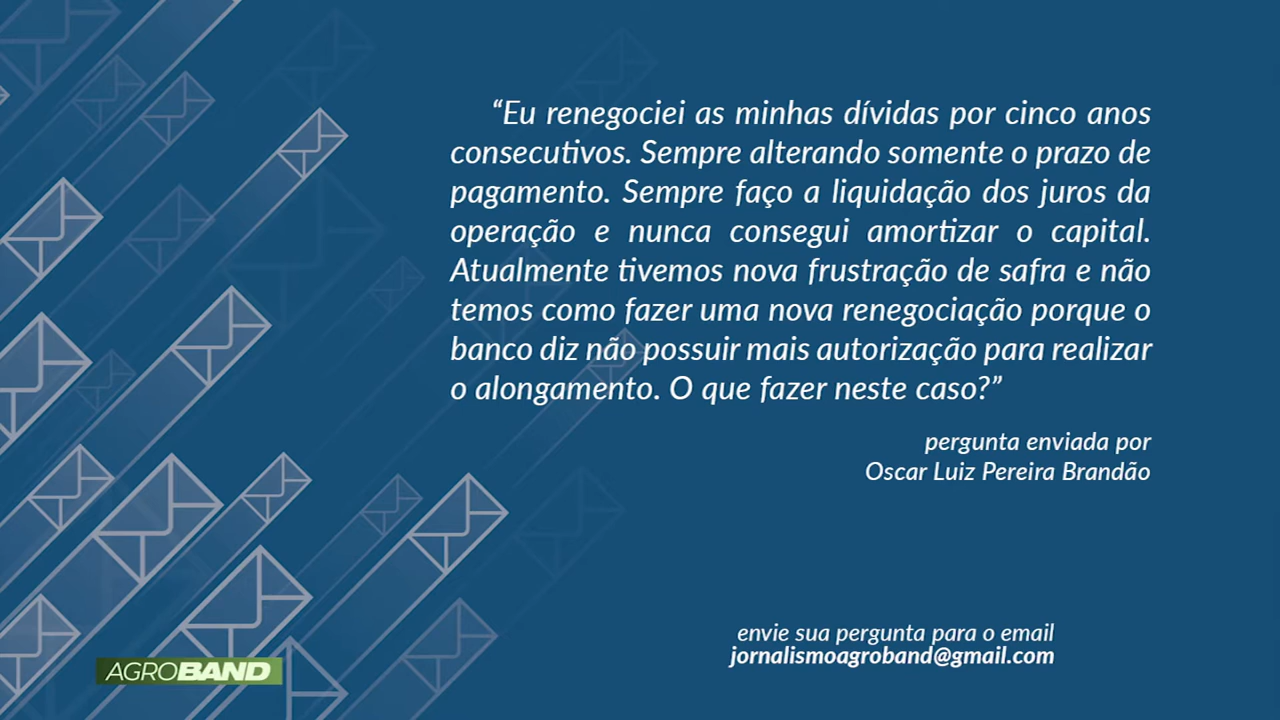 “Eu renegociei as minhas dívidas por cinco anos
consecutivos. Sempre alterando somente o prazo de
pagamento. Sempre faço a liquidação dos juros da
operação e nunca consegui amortizar o capital.
Atualmente tivemos nova frustração de safra e não
temos como fazer uma nova renegociação porque o
banco diz não possuir mais autorização para realizar
o alongamento. O que fazer neste caso?”
pergunta enviada por
Oscar Luiz Pereira Brandão
envie sua pergunta para o email
jornalismoagroband@gmail.com
AGROBAND